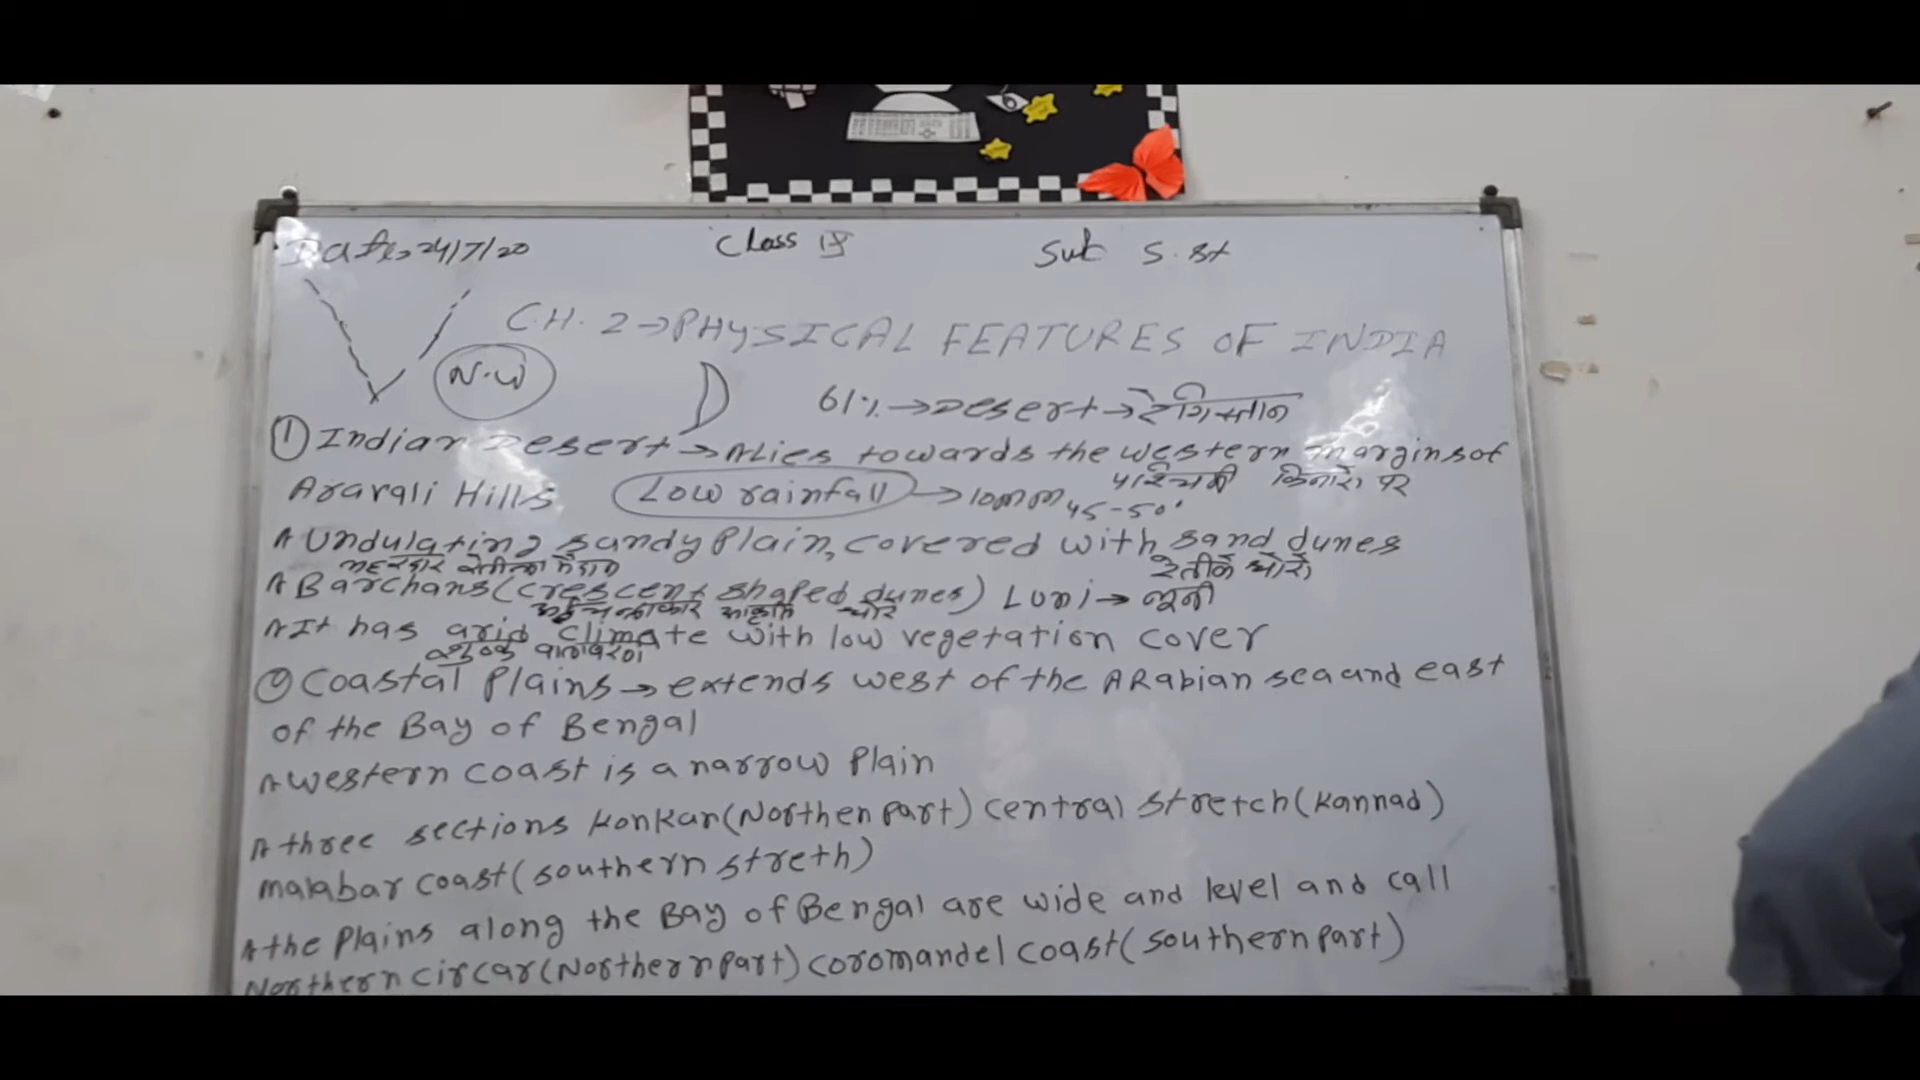 Date→24/7/20 Class IX Sub S.St
CH. 2→PHYSICAL FEATURES OF INDIA
N.W
61%→Desert→रेगिस्तान
① Indian Desert→Lies towards the western margins of
पश्चिमी किनारों पर
Aravali Hills Low rainfall→10mm 45-50°
Undulating sandy Plain, covered with sand dunes
लहरदार रेतीला मैदान रेतीके धोरों
Barchans (crescent shaped dunes) Luni→लूनी
अर्द्धचन्द्राकार आकृति धोरे
It has arid climate with low vegetation cover
शुष्क वातावरण
② Coastal Plains→extends west of the ARabian sea and east
of the Bay of Bengal
Western coast is a narrow Plain
three sections Konkan (Northen part) central stretch (Kannad)
malabar coast (southern streth)
the Plains along the Bay of Bengal are wide and level and call
Northern circar (Northern part) coromandel coast (southern part)